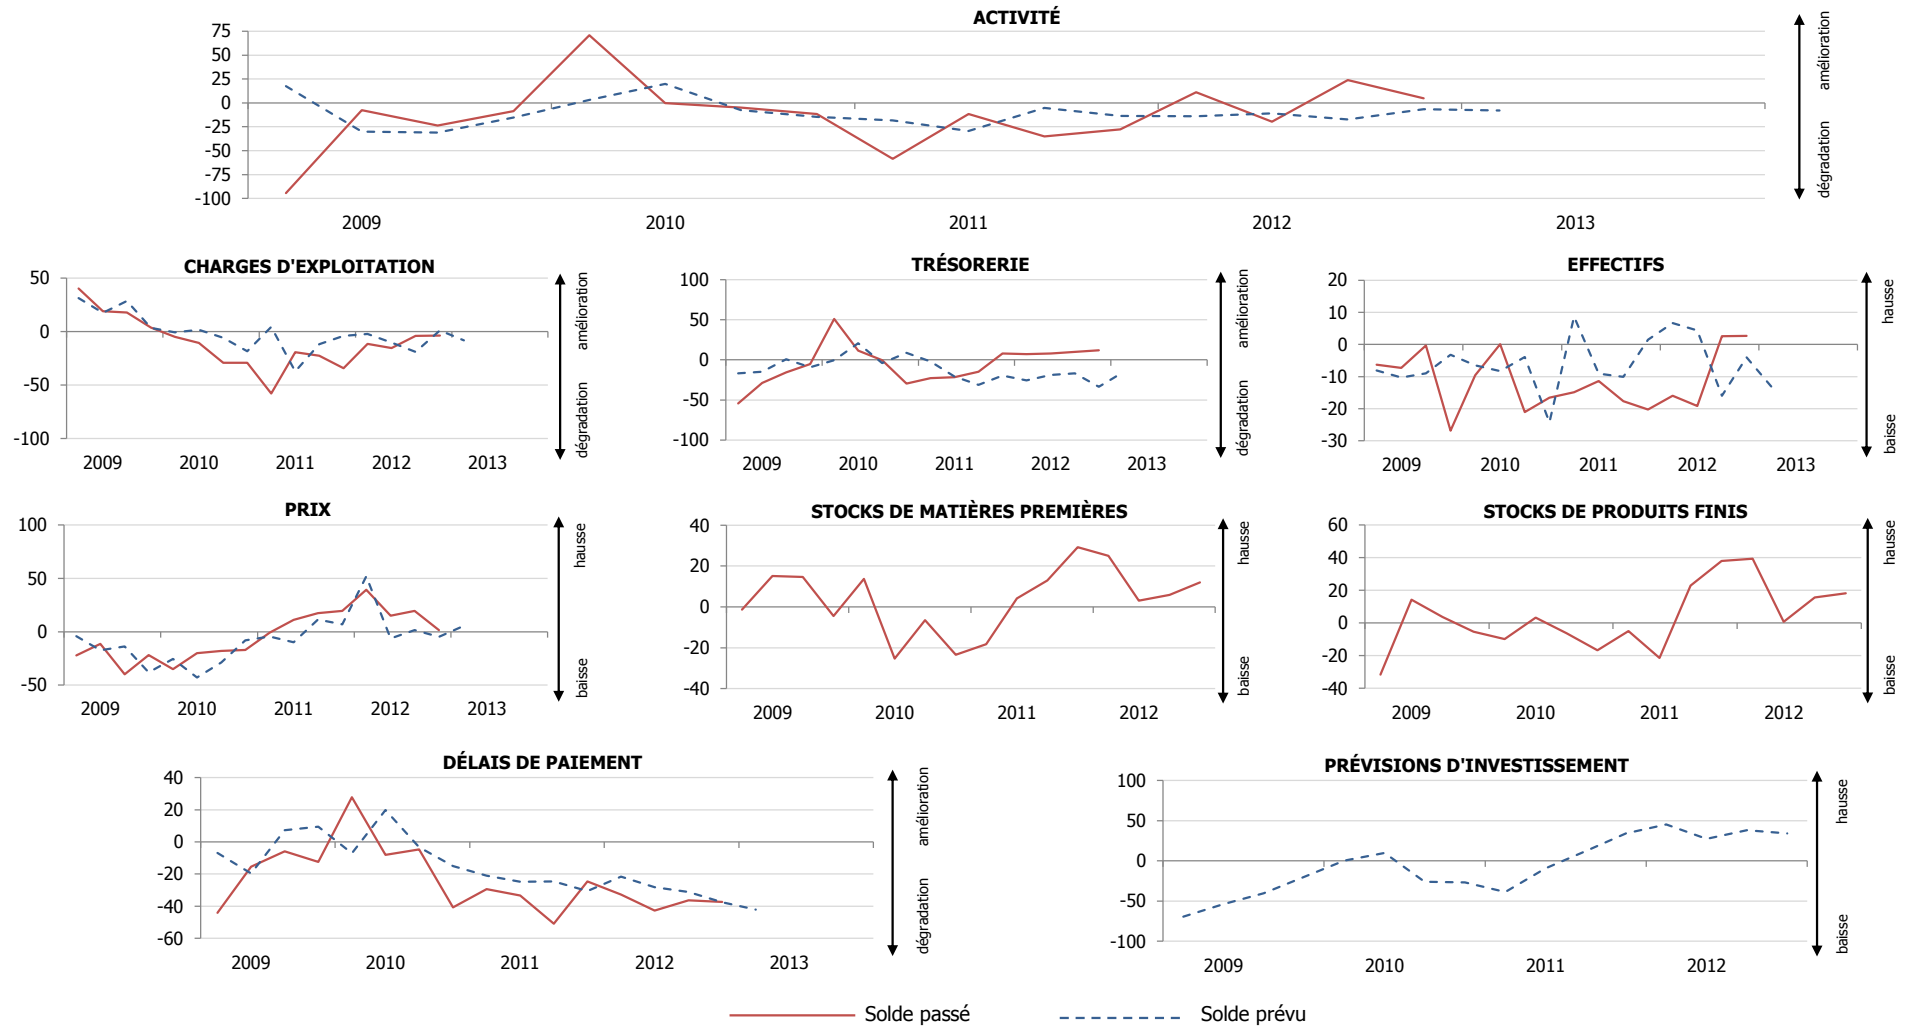 ACTIVITÉ
75
50
25
0
-25
-50
-75
-100
2009 2010 2011 2012 2013
amélioration
dégradation
CHARGES D'EXPLOITATION
50
0
-50
-100
2009 2010 2011 2012 2013
amélioration
dégradation
TRÉSORERIE
100
50
0
-50
-100
2009 2010 2011 2012 2013
amélioration
dégradation
EFFECTIFS
20
10
0
-10
-20
-30
2009 2010 2011 2012 2013
hausse
baisse
PRIX
100
50
0
-50
2009 2010 2011 2012 2013
hausse
baisse
STOCKS DE MATIÈRES PREMIÈRES
40
20
0
-20
-40
2009 2010 2011 2012
hausse
baisse
STOCKS DE PRODUITS FINIS
60
40
20
0
-20
-40
2009 2010 2011 2012
hausse
baisse
DÉLAIS DE PAIEMENT
40
20
0
-20
-40
-60
2009 2010 2011 2012 2013
amélioration
dégradation
PRÉVISIONS D'INVESTISSEMENT
100
50
0
-50
-100
2009 2010 2011 2012
hausse
baisse
Solde passé Solde prévu